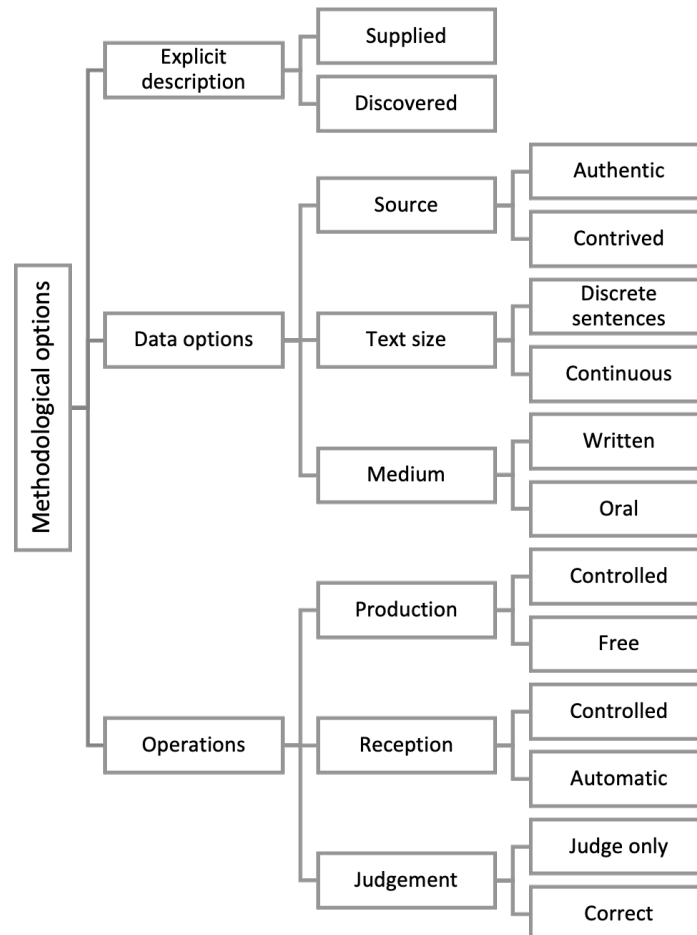 Methodological options
Explicit
description
Supplied
Discovered
Data options
Source
Authentic
Contrived
Text size
Discrete
sentences
Continuous
Medium
Written
Oral
Operations
Production
Controlled
Free
Reception
Controlled
Automatic
Judgement
Judge only
Correct